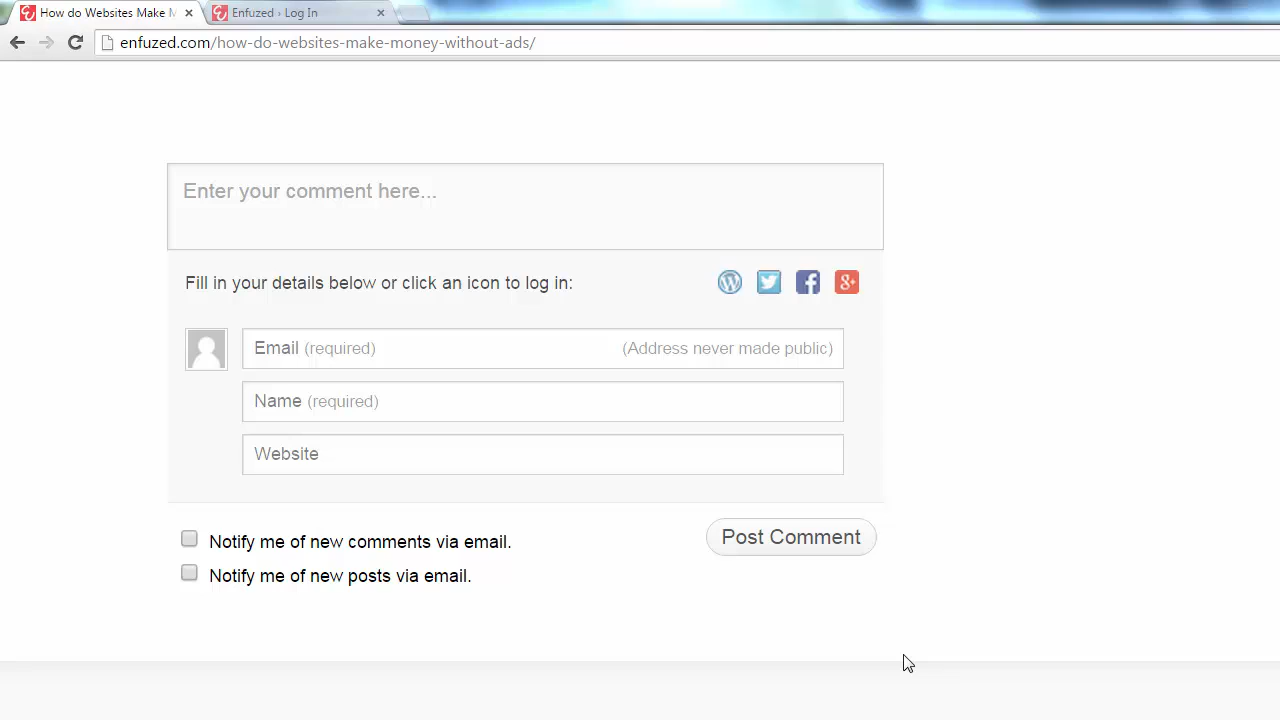 How do Websites Make M
Enfuzed › Log In
enfuzed.com/how-do-websites-make-money-without-ads/
Enter your comment here...
Fill in your details below or click an icon to log in:
Email (required) (Address never made public)
Name (required)
Website
Notify me of new comments via email.
Post Comment
Notify me of new posts via email.